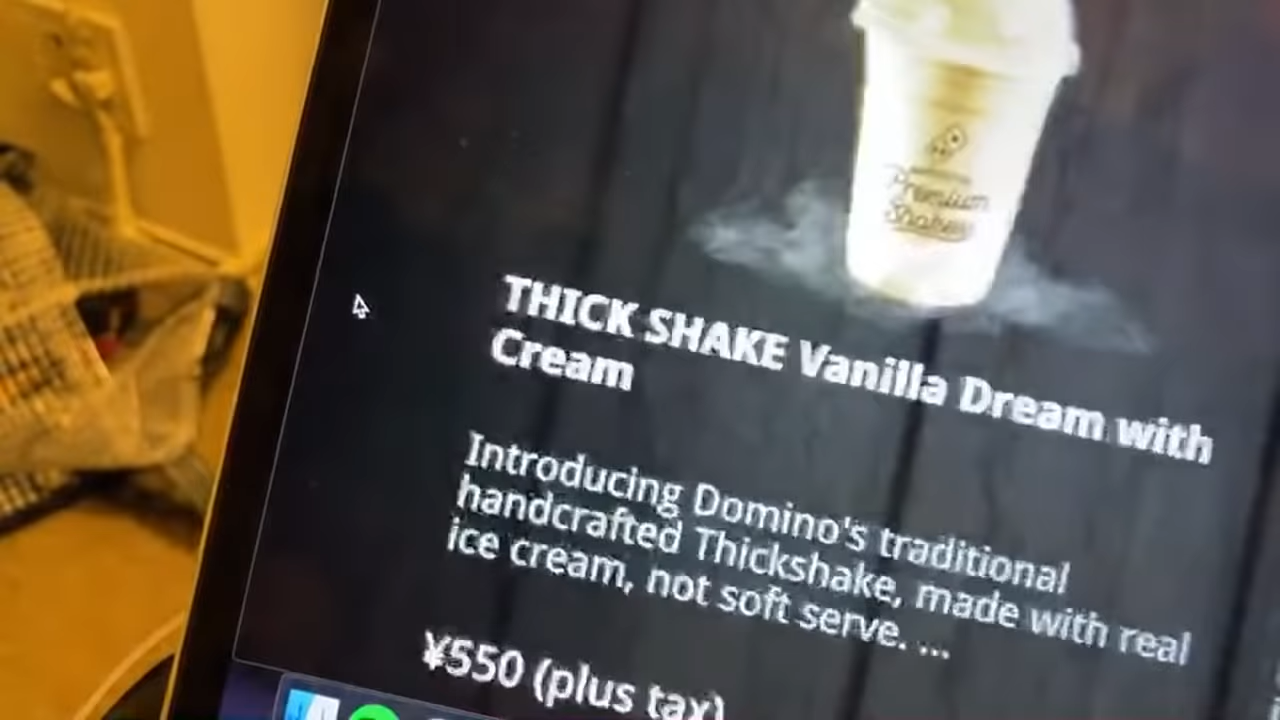 Premium
Shakes
THICK SHAKE Vanilla Dream with
Cream
Introducing Domino's traditional
handcrafted Thickshake, made with real
ice cream, not soft serve. ...
¥550 (plus tax)